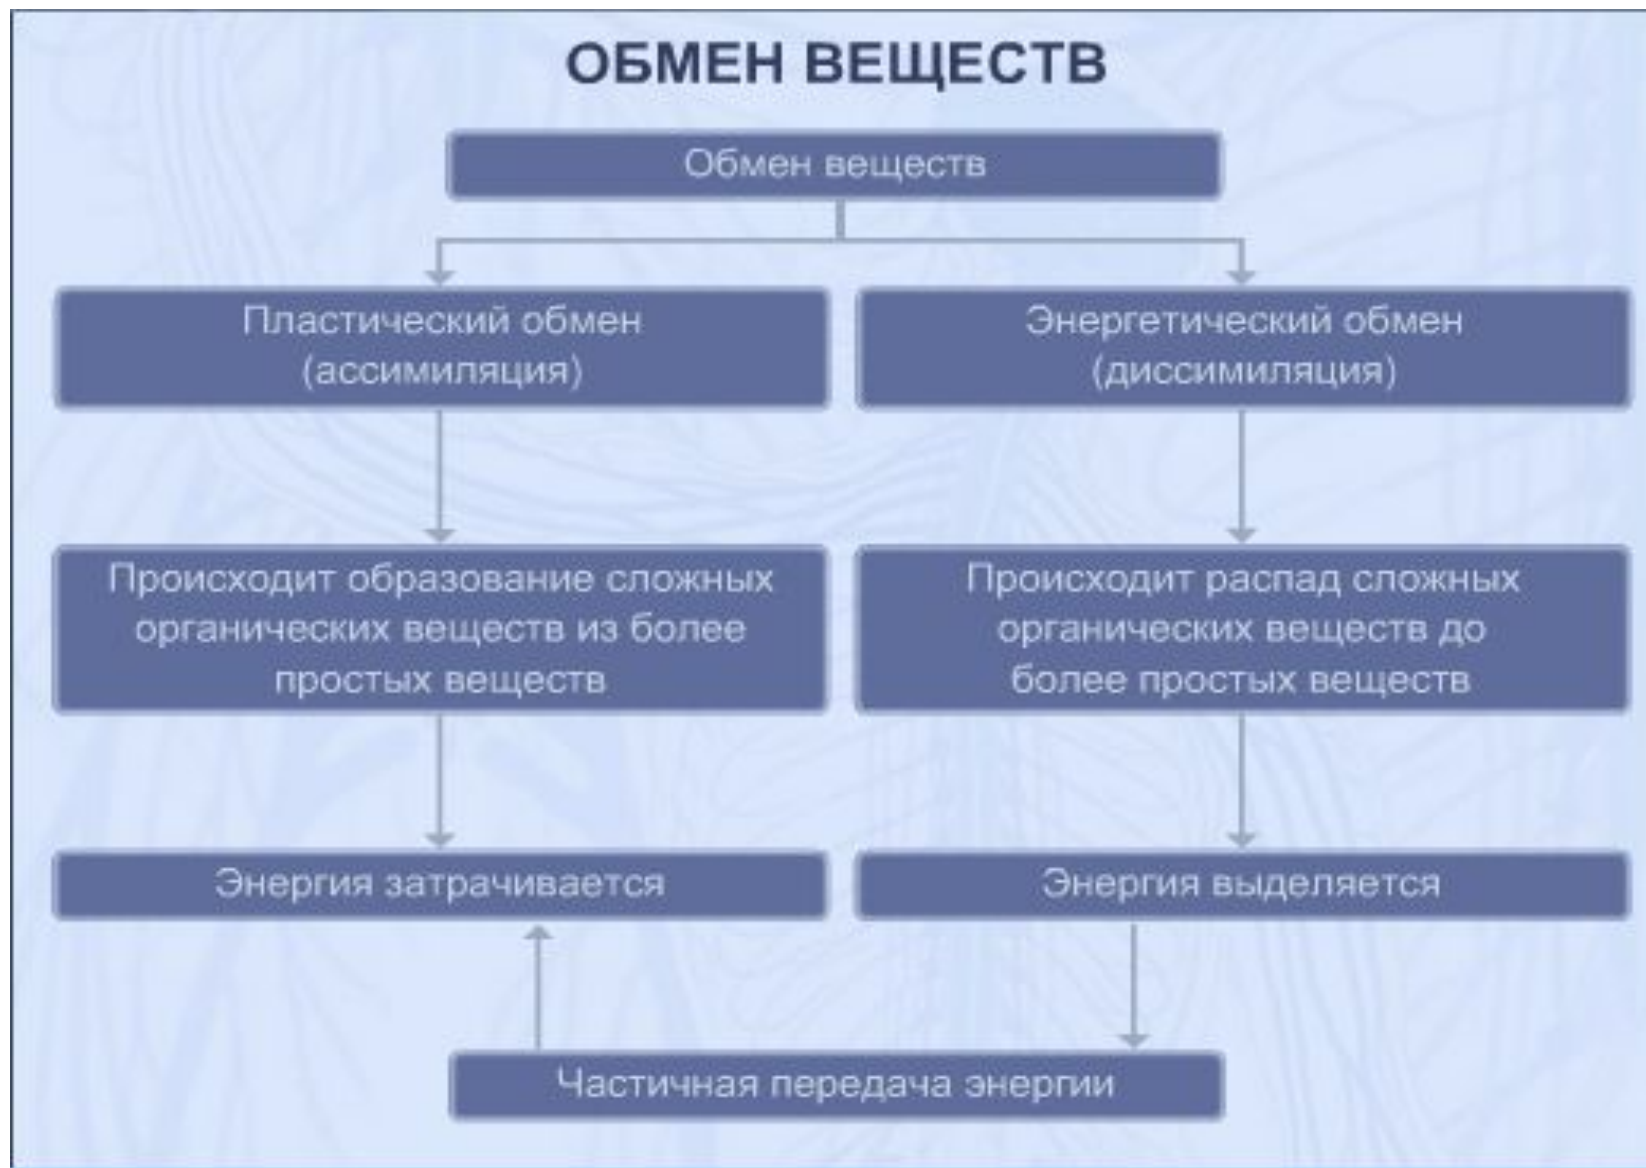 ОБМЕН ВЕЩЕСТВ
Обмен веществ
Пластический обмен
(ассимиляция)
Энергетический обмен
(диссимиляция)
Происходит образование сложных
органических веществ из более
простых веществ
Происходит распад сложных
органических веществ до
более простых веществ
Энергия затрачивается
Энергия выделяется
Частичная передача энергии